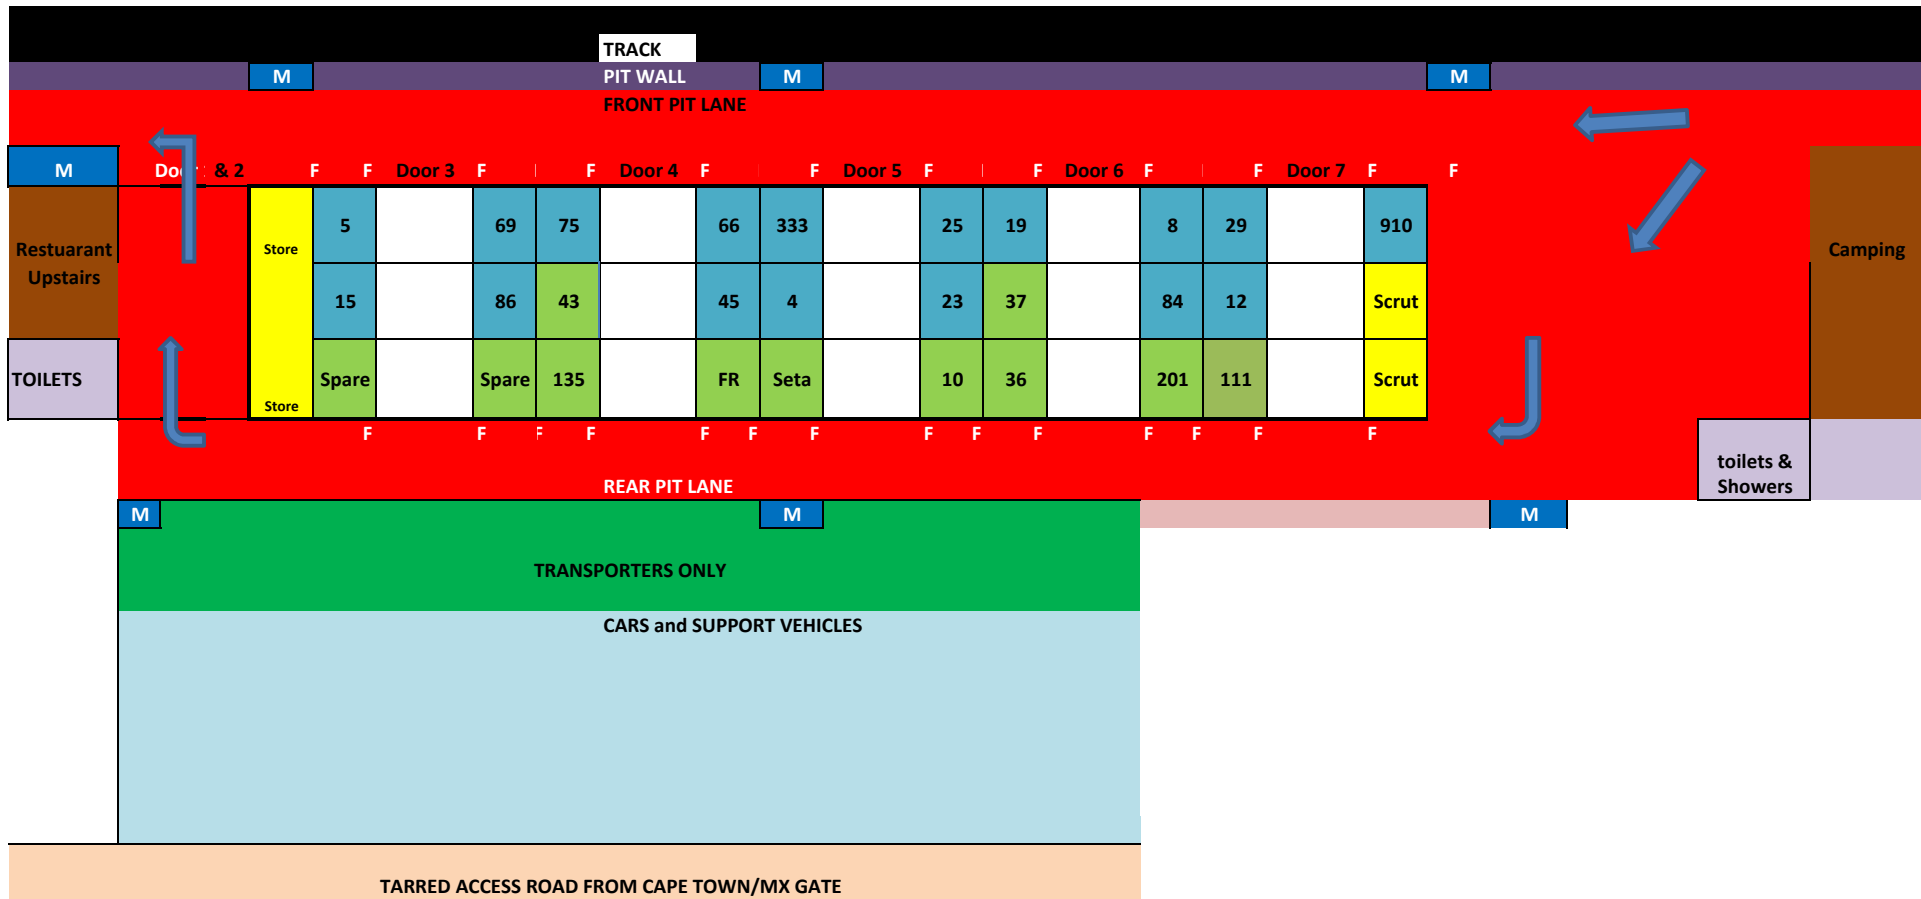 TRACK
M PIT WALL M M
FRONT PIT LANE
M & 2 F F Door 3 F F Door 4 F F Door 5 F F Door 6 F F Door 7 F F
5 69 75 66 333 25 19 8 29 910
Restuarant
Upstairs
Store
Camping
15 86 43 45 4 23 37 84 12 Scrut
TOILETS Spare Spare 135 FR Seta 10 36 201 111 Scrut
Store
F F F F F F F F F F F F F F
toilets &
Showers
REAR PIT LANE
M M M
TRANSPORTERS ONLY
CARS and SUPPORT VEHICLES
TARRED ACCESS ROAD FROM CAPE TOWN/MX GATE